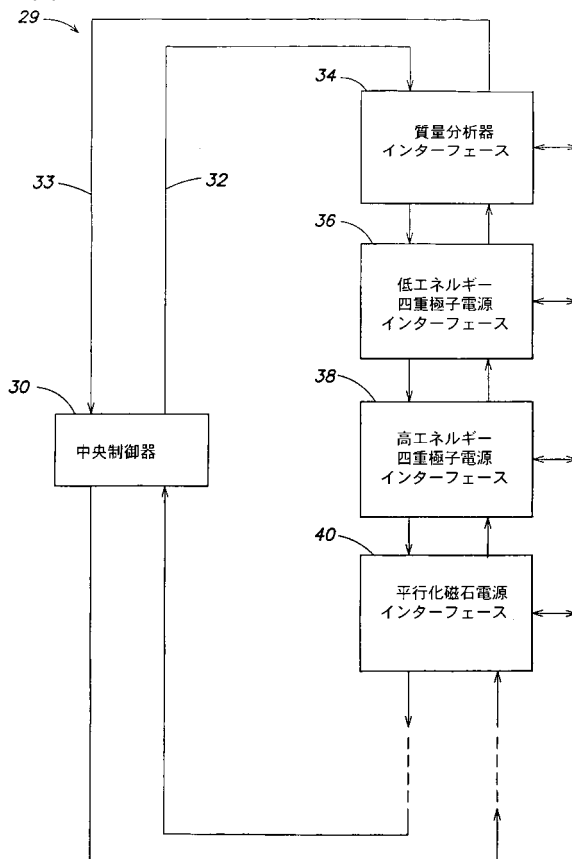 29
34
質量分析器
インターフェース
33
32
36
低エネルギー
四重極子電源
インターフェース
30
中央制御器
38
高エネルギー
四重極子電源
インターフェース
40
平行化磁石電源
インターフェース